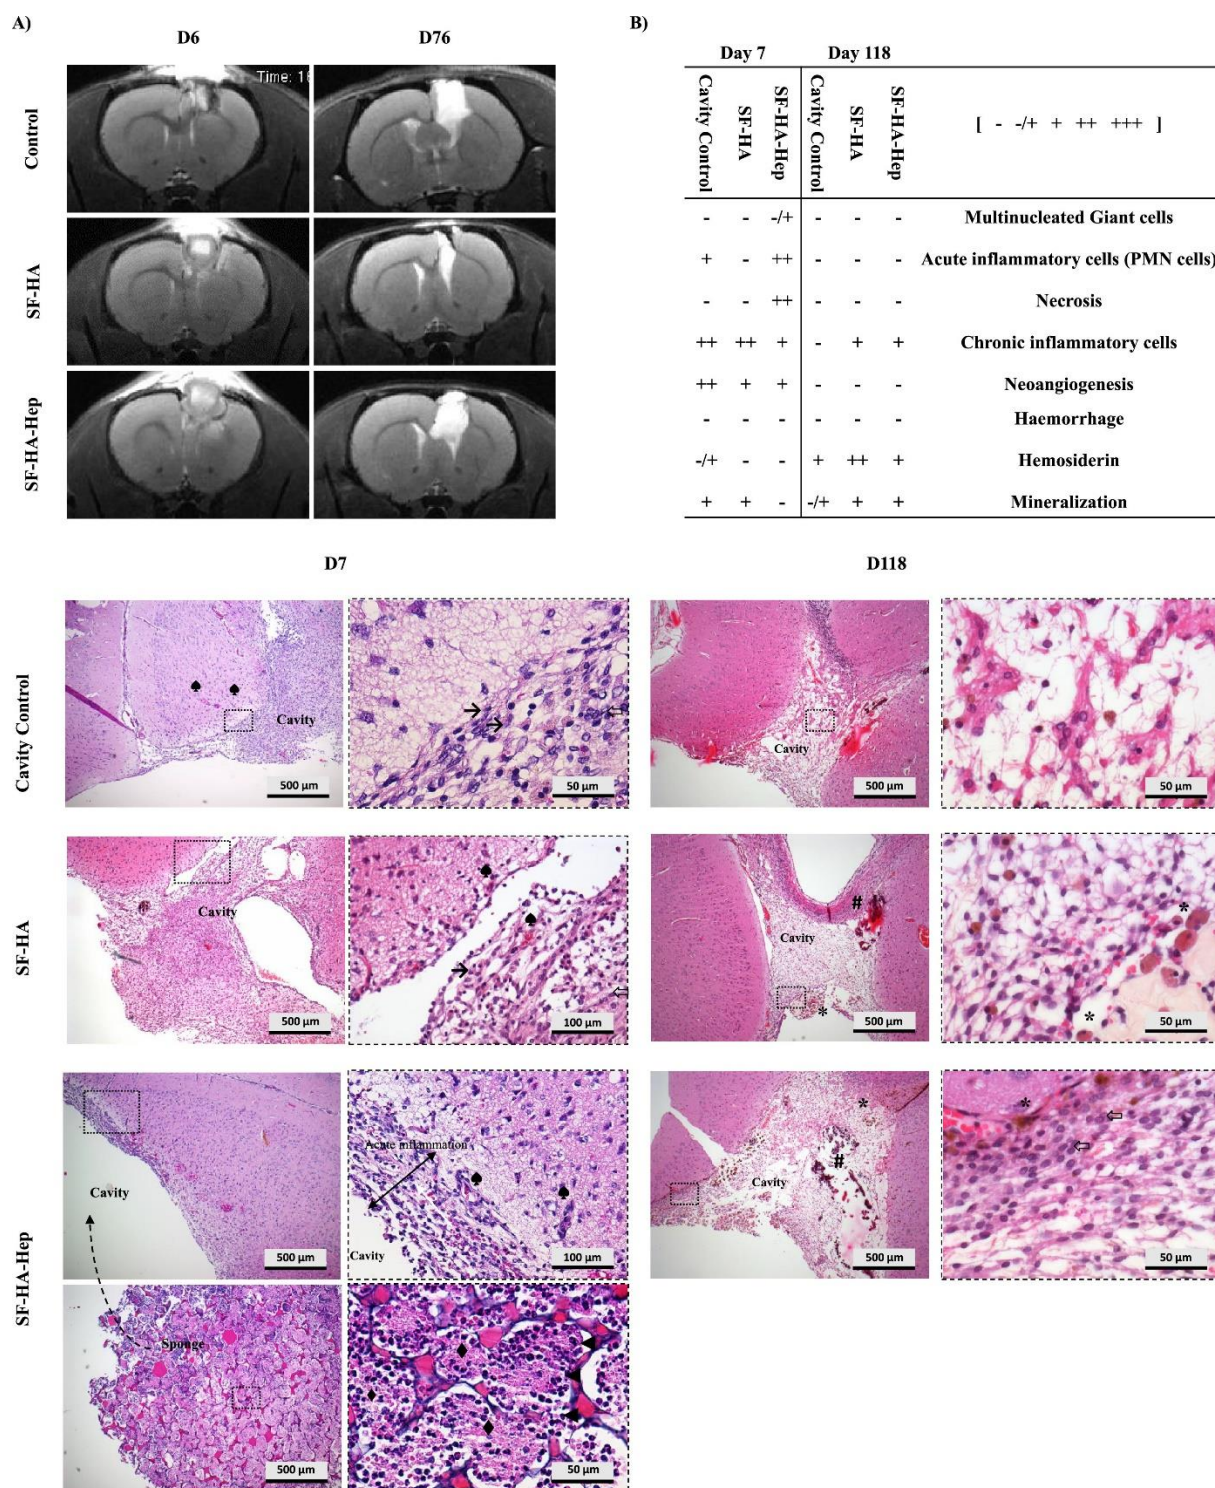 A)
D6
D76
Time: 16
Control
SF-HA
SF-HA-Hep
B)
Day 7
Day 118
Cavity Control SF-HA SF-HA-Hep Cavity Control SF-HA SF-HA-Hep [ - -/+ + ++ +++ ]
- - -/+ - - - Multinucleated Giant cells
+ - ++ - - - Acute inflammatory cells (PMN cells)
- - ++ - - - Necrosis
++ ++ + - + + Chronic inflammatory cells
++ + + - - - Neoangiogenesis
- - - - - - Haemorrhage
-/+ - - + ++ + Hemosiderin
+ + - -/+ + + Mineralization
D7
D118
Cavity Control
Cavity
500 µm
50 µm
Cavity
500 µm
50 µm
SF-HA
Cavity
500 µm
100 µm
#
Cavity
*
500 µm
*
*
50 µm
SF-HA-Hep
Cavity
500 µm
Acute inflammation
Cavity
100 µm
*
#
Cavity
500 µm
*
50 µm
Sponge
500 µm
50 µm